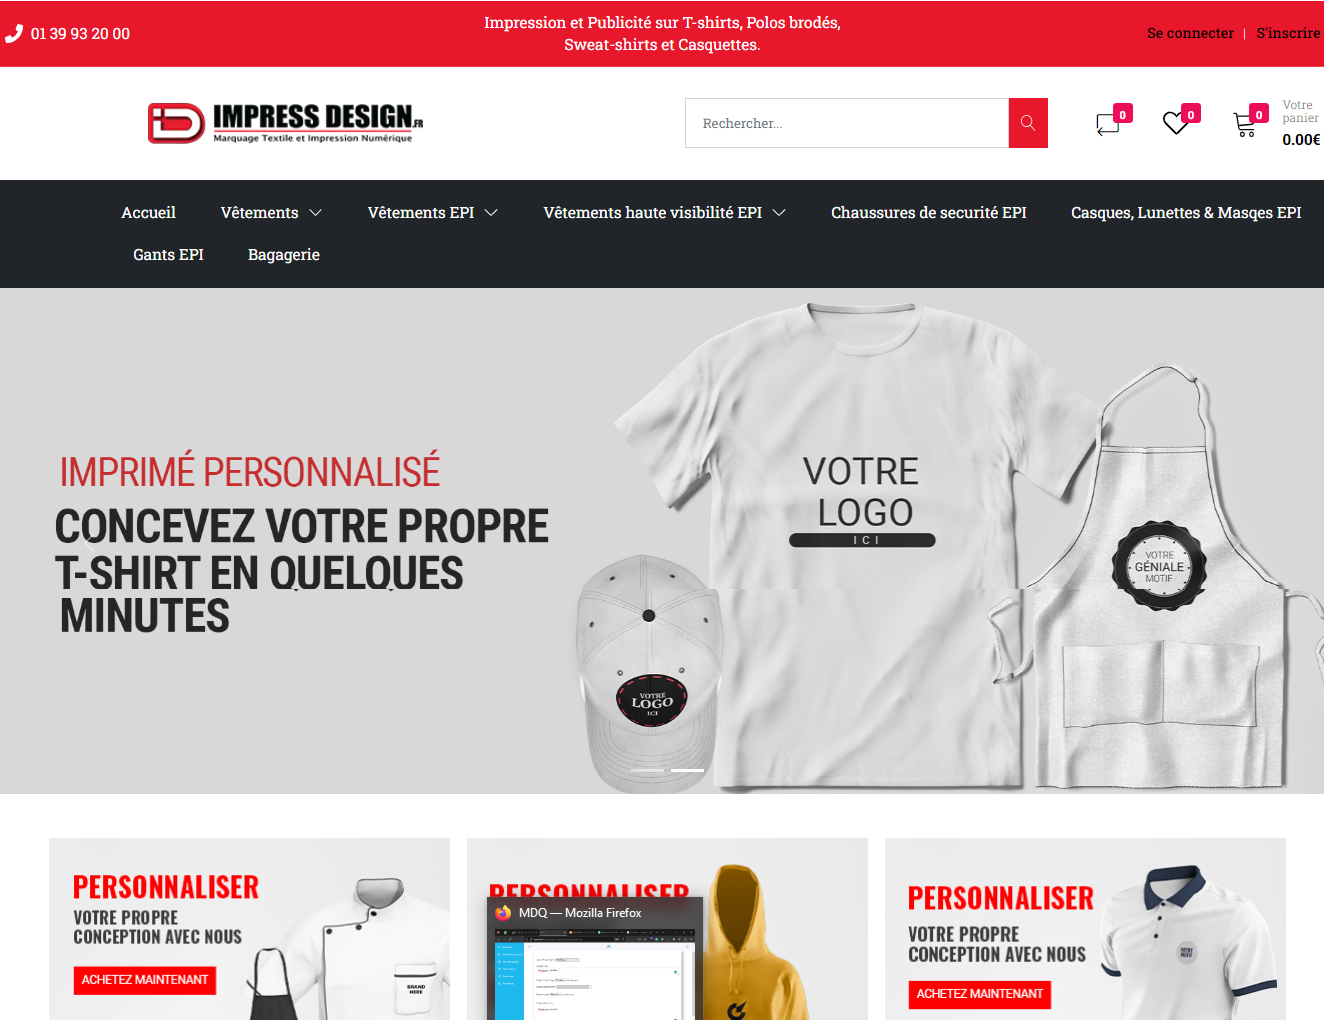 01 39 93 20 00
Impression et Publicité sur T-shirts, Polos brodés,
Sweat-shirts et Casquettes.
Se connecter | S'inscrire
IMPRESS DESIGN.FR
Marquage Textile et Impression Numérique
Rechercher...
0
0
0
Votre
panier
0.00€
Accueil
Vêtements
Vêtements EPI
Vêtements haute visibilité EPI
Chaussures de securité EPI
Casques, Lunettes & Masqes EPI
Gants EPI
Bagagerie
IMPRIMÉ PERSONNALISÉ
CONCEVEZ VOTRE PROPRE
T-SHIRT EN QUELQUES
MINUTES
VOTRE
LOGO
ICI
VOTRE
GÉNIALE
MOTIF
VOTRE
LOGO
ICI
PERSONNALISER
VOTRE PROPRE
CONCEPTION AVEC NOUS
ACHETEZ MAINTENANT
BRAND
HERE
PERSONNALISER
MDQ — Mozilla Firefox
PERSONNALISER
VOTRE PROPRE
CONCEPTION AVEC NOUS
ACHETEZ MAINTENANT
VOTRE
MOTIF